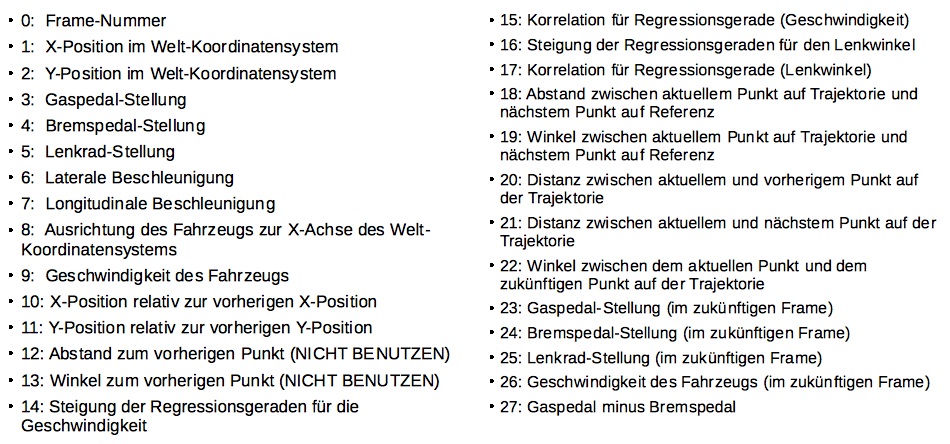 • 0: Frame-Nummer
• 1: X-Position im Welt-Koordinatensystem
• 2: Y-Position im Welt-Koordinatensystem
• 3: Gaspedal-Stellung
• 4: Bremspedal-Stellung
• 5: Lenkrad-Stellung
• 6: Laterale Beschleunigung
• 7: Longitudinale Beschleunigung
• 8: Ausrichtung des Fahrzeugs zur X-Achse des Welt-
Koordinatensystems
• 9: Geschwindigkeit des Fahrzeugs
• 10: X-Position relativ zur vorherigen X-Position
• 11: Y-Position relativ zur vorherigen Y-Position
• 12: Abstand zum vorherigen Punkt (NICHT BENUTZEN)
• 13: Winkel zum vorherigen Punkt (NICHT BENUTZEN)
• 14: Steigung der Regressionsgeraden für die
Geschwindigkeit
• 15: Korrelation für Regressionsgerade (Geschwindigkeit)
• 16: Steigung der Regressionsgeraden für den Lenkwinkel
• 17: Korrelation für Regressionsgerade (Lenkwinkel)
• 18: Abstand zwischen aktuellem Punkt auf Trajektorie und
nächstem Punkt auf Referenz
• 19: Winkel zwischen aktuellem Punkt auf Trajektorie und
nächstem Punkt auf Referenz
• 20: Distanz zwischen aktuellem und vorherigem Punkt auf
der Trajektorie
• 21: Distanz zwischen aktuellem und nächstem Punkt auf der
Trajektorie
• 22: Winkel zwischen dem aktuellen Punkt und dem
zukünftigen Punkt auf der Trajektorie
• 23: Gaspedal-Stellung (im zukünftigen Frame)
• 24: Bremspedal-Stellung (im zukünftigen Frame)
• 25: Lenkrad-Stellung (im zukünftigen Frame)
• 26: Geschwindigkeit des Fahrzeugs (im zukünftigen Frame)
• 27: Gaspedal minus Bremspedal